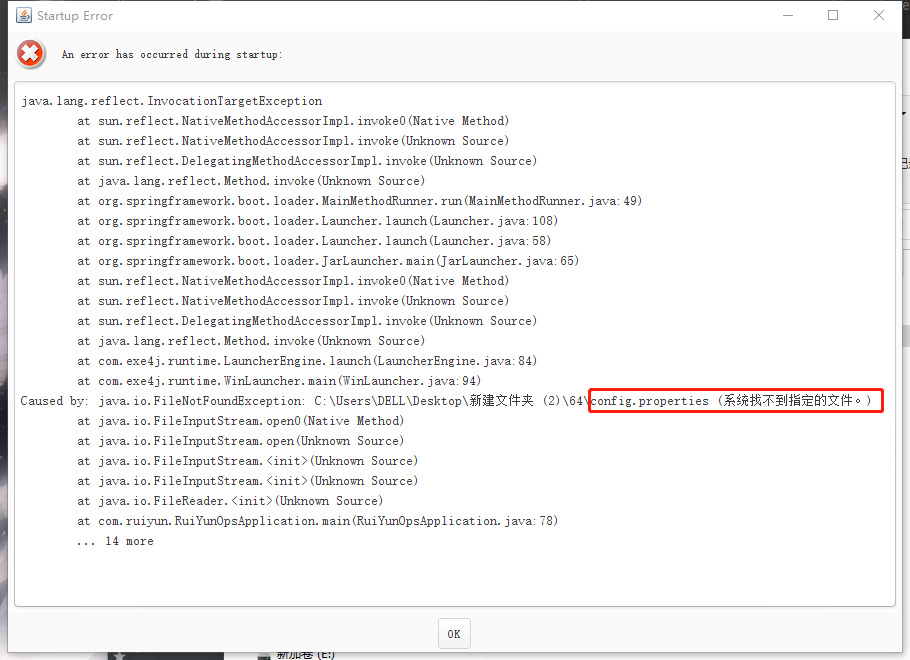 Startup Error
An error has occurred during startup:
java.lang.reflect.InvocationTargetException
at sun.reflect.NativeMethodAccessorImpl.invoke0(Native Method)
at sun.reflect.NativeMethodAccessorImpl.invoke(Unknown Source)
at sun.reflect.DelegatingMethodAccessorImpl.invoke(Unknown Source)
at java.lang.reflect.Method.invoke(Unknown Source)
at org.springframework.boot.loader.MainMethodRunner.run(MainMethodRunner.java:49)
at org.springframework.boot.loader.Launcher.launch(Launcher.java:108)
at org.springframework.boot.loader.Launcher.launch(Launcher.java:58)
at org.springframework.boot.loader.JarLauncher.main(JarLauncher.java:65)
at sun.reflect.NativeMethodAccessorImpl.invoke0(Native Method)
at sun.reflect.NativeMethodAccessorImpl.invoke(Unknown Source)
at sun.reflect.DelegatingMethodAccessorImpl.invoke(Unknown Source)
at java.lang.reflect.Method.invoke(Unknown Source)
at com.exe4j.runtime.LauncherEngine.launch(LauncherEngine.java:84)
at com.exe4j.runtime.WinLauncher.main(WinLauncher.java:94)
Caused by: java.io.FileNotFoundException: C:\Users\DELL\Desktop\新建文件夹 (2)\64\config.properties (系统找不到指定的文件。)
at java.io.FileInputStream.open0(Native Method)
at java.io.FileInputStream.open(Unknown Source)
at java.io.FileInputStream.<init>(Unknown Source)
at java.io.FileInputStream.<init>(Unknown Source)
at java.io.FileReader.<init>(Unknown Source)
at com.ruiyun.RuiYunOpsApplication.main(RuiYunOpsApplication.java:78)
... 14 more
OK
新加卷 (E:)